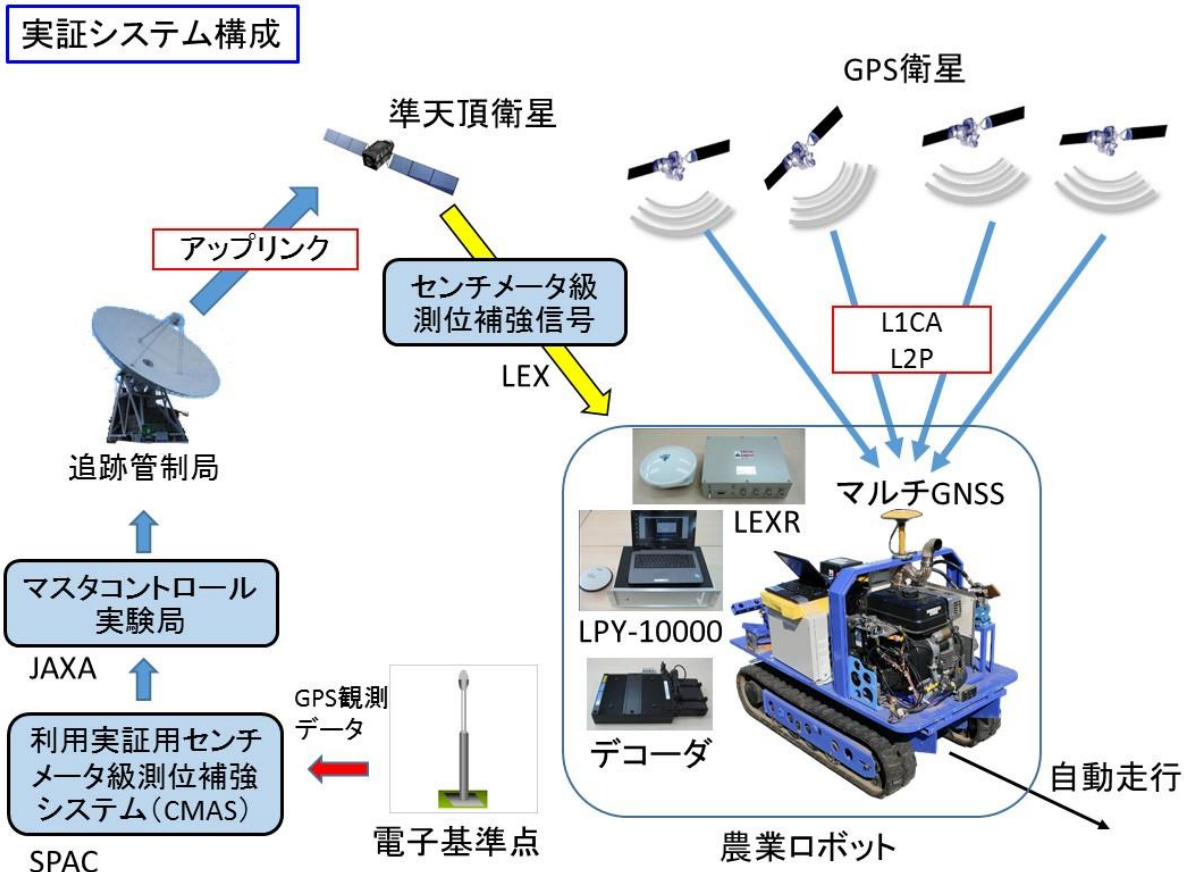 実証システム構成
GPS衛星
準天頂衛星
アップリンク
センチメータ級
測位補強信号
LEX
L1CA
L2P
追跡管制局
マルチGNSS
LEXR
LPY-10000
デコーダ
マスタコントロール
実験局
JAXA
GPS観測
データ
利用実証用センチ
メータ級測位補強
システム(CMAS)
SPAC
電子基準点
農業ロボット
自動走行